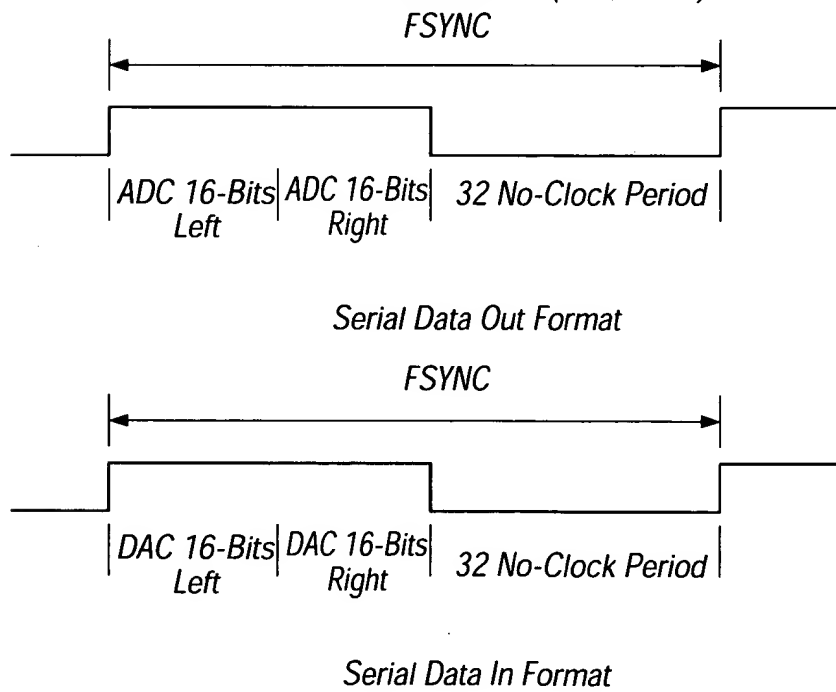 FSYNC
ADC 16-Bits ADC 16-Bits 32 No-Clock Period
Left Right
Serial Data Out Format
FSYNC
DAC 16-Bits DAC 16-Bits 32 No-Clock Period
Left Right
Serial Data In Format